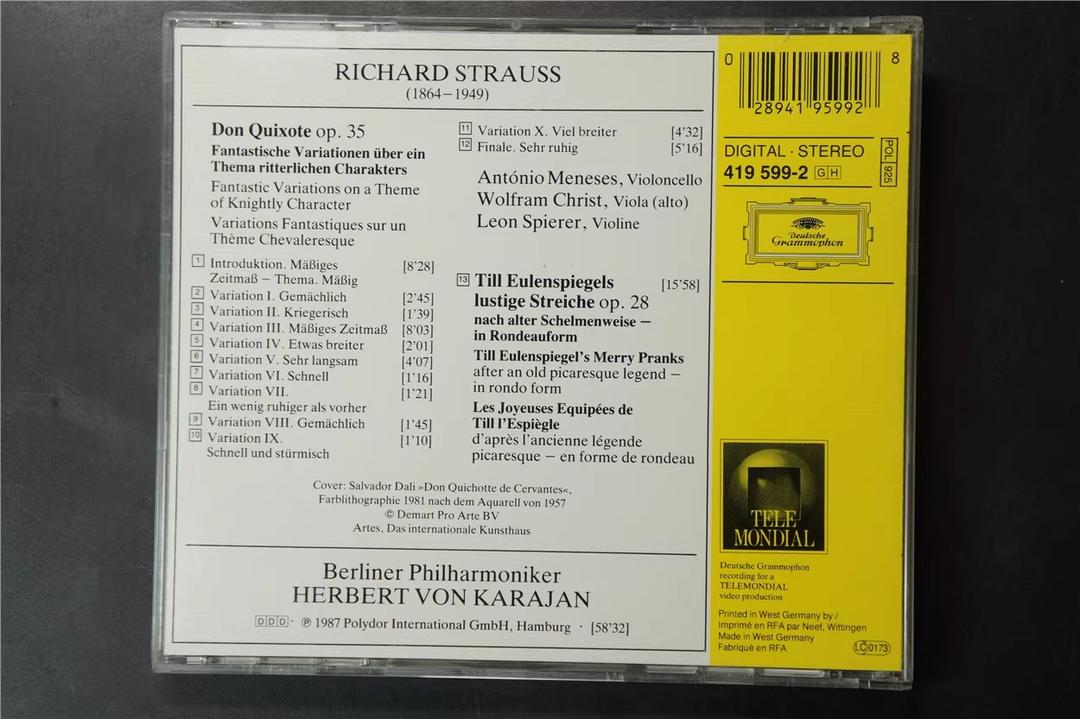 RICHARD STRAUSS
(1864–1949)
Don Quixote op. 35
Fantastische Variationen über ein
Thema ritterlichen Charakters
Fantastic Variations on a Theme
of Knightly Character
Variations Fantastiques sur un
Thème Chevaleresque
1 Introduktion. Mäßiges [8'28]
Zeitmaß – Thema. Mäßig
2 Variation I. Gemächlich [2'45]
3 Variation II. Kriegerisch [1'39]
4 Variation III. Mäßiges Zeitmaß [8'03]
5 Variation IV. Etwas breiter [2'01]
6 Variation V. Sehr langsam [4'07]
7 Variation VI. Schnell [1'16]
8 Variation VII. [1'21]
Ein wenig ruhiger als vorher
9 Variation VIII. Gemächlich [1'45]
10 Variation IX. [1'10]
Schnell und stürmisch
11 Variation X. Viel breiter [4'32]
12 Finale. Sehr ruhig [5'16]
António Meneses, Violoncello
Wolfram Christ, Viola (alto)
Leon Spierer, Violine
13 Till Eulenspiegels [15'58]
lustige Streiche op. 28
nach alter Schelmenweise –
in Rondeauform
Till Eulenspiegel's Merry Pranks
after an old picaresque legend –
in rondo form
Les Joyeuses Equipées de
Till l'Espiègle
d'après l'ancienne légende
picaresque – en forme de rondeau
Cover: Salvador Dali »Don Quichotte de Cervantes«,
Farblithographie 1981 nach dem Aquarell von 1957
© Demart Pro Arte BV
Artes, Das internationale Kunsthaus
Berliner Philharmoniker
HERBERT VON KARAJAN
DDD · ℗ 1987 Polydor International GmbH, Hamburg · [58'32]
0 28941 95992 8
DIGITAL · STEREO
419 599-2 GH
POL 925
Deutsche
Grammophon
TELE
MONDIAL
Deutsche Grammophon
recording for a
TELEMONDIAL
video production
Printed in West Germany by/
Imprimé en RFA par Neef, Wittingen
Made in West Germany
Fabriqué en RFA
LC 0173